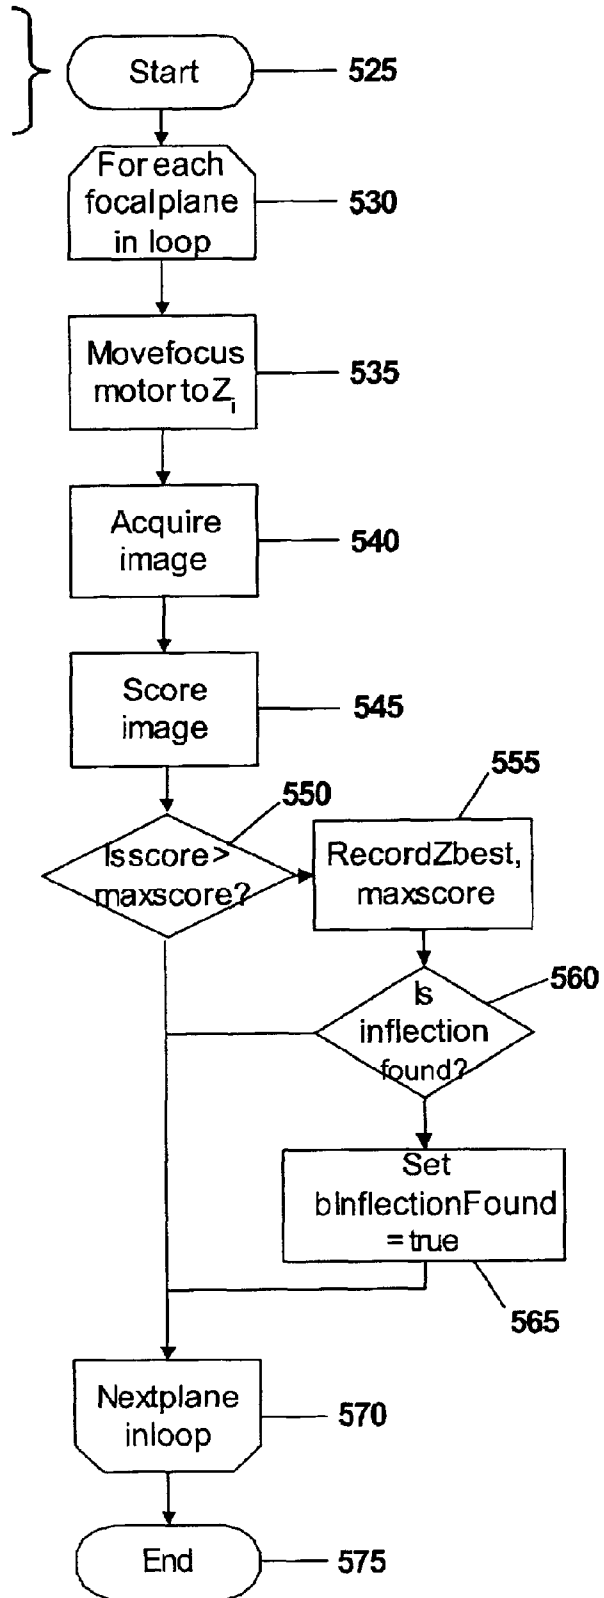 Start
525
For each
focalplane
in loop
530
Movefocus
motor to Zi
535
Acquire
image
540
Score
image
545
550
Isscore >
maxscore?
555
RecordZbest,
maxscore
560
Is
inflection
found?
Set
bInflectionFound
= true
565
Nextplane
inloop
570
End
575